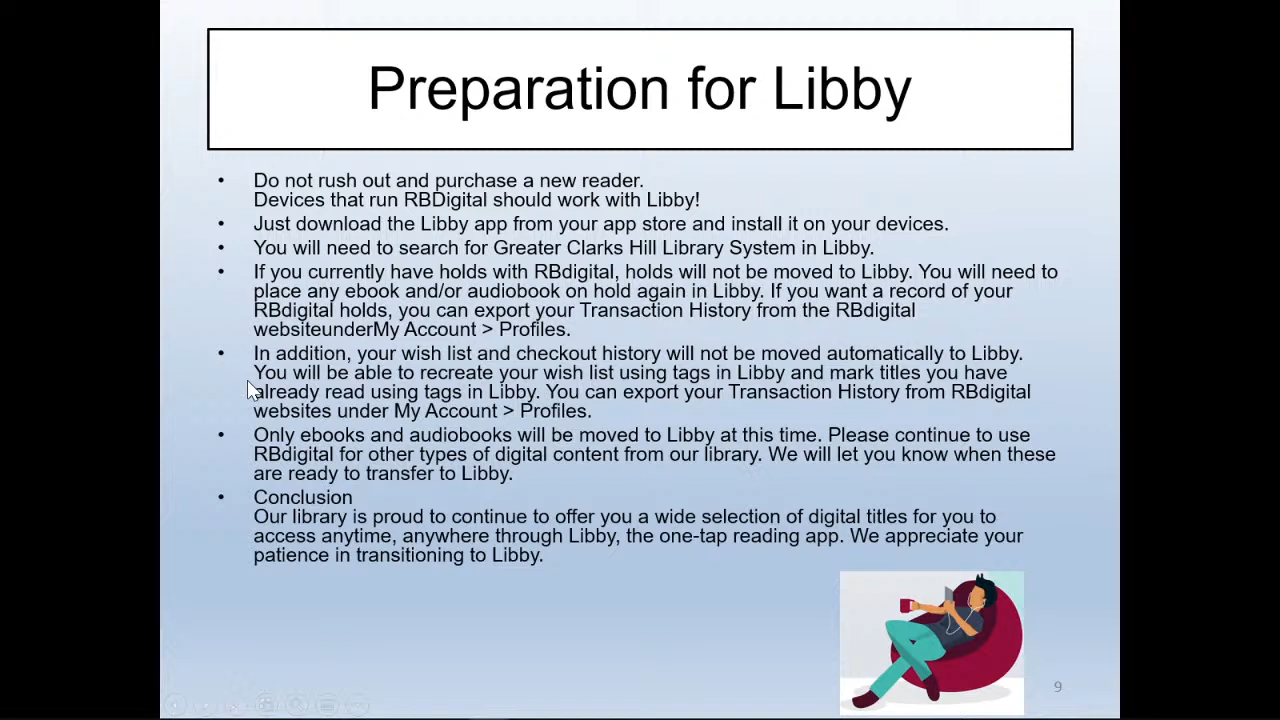 Preparation for Libby
• Do not rush out and purchase a new reader.
Devices that run RBDigital should work with Libby!
• Just download the Libby app from your app store and install it on your devices.
• You will need to search for Greater Clarks Hill Library System in Libby.
• If you currently have holds with RBdigital, holds will not be moved to Libby. You will need to
place any ebook and/or audiobook on hold again in Libby. If you want a record of your
RBdigital holds, you can export your Transaction History from the RBdigital
websiteunderMy Account > Profiles.
• In addition, your wish list and checkout history will not be moved automatically to Libby.
You will be able to recreate your wish list using tags in Libby and mark titles you have
already read using tags in Libby. You can export your Transaction History from RBdigital
websites under My Account > Profiles.
• Only ebooks and audiobooks will be moved to Libby at this time. Please continue to use
RBdigital for other types of digital content from our library. We will let you know when these
are ready to transfer to Libby.
• Conclusion
Our library is proud to continue to offer you a wide selection of digital titles for you to
access anytime, anywhere through Libby, the one-tap reading app. We appreciate your
patience in transitioning to Libby.
9